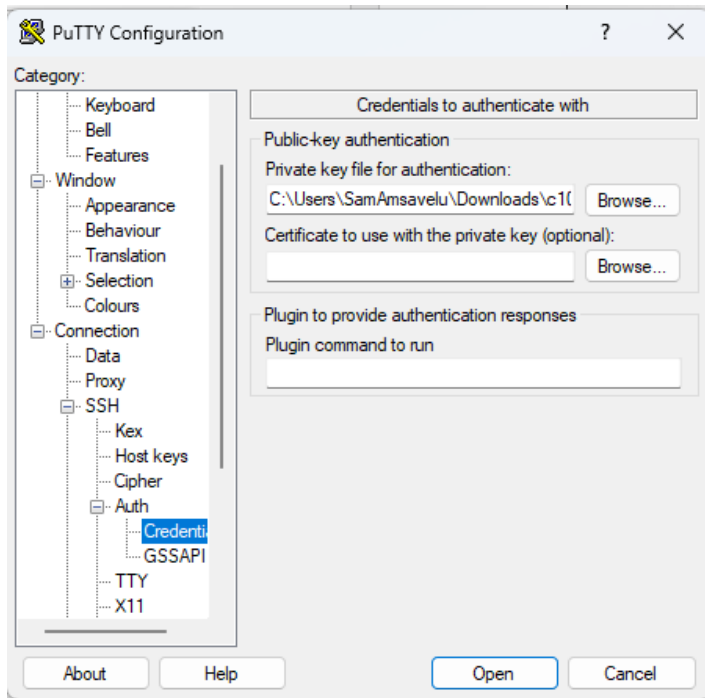 PuTTY Configuration
?
Category:
Keyboard
Bell
Features
Window
Appearance
Behaviour
Translation
Selection
Colours
Connection
Data
Proxy
SSH
Kex
Host keys
Cipher
Auth
Credenti
GSSAPI
TTY
X11
Credentials to authenticate with
Public-key authentication
Private key file for authentication:
C:\Users\SamAmsavelu\Downloads\c1( Browse...
Certificate to use with the private key (optional):
Browse...
Plugin to provide authentication responses
Plugin command to run
About Help Open Cancel